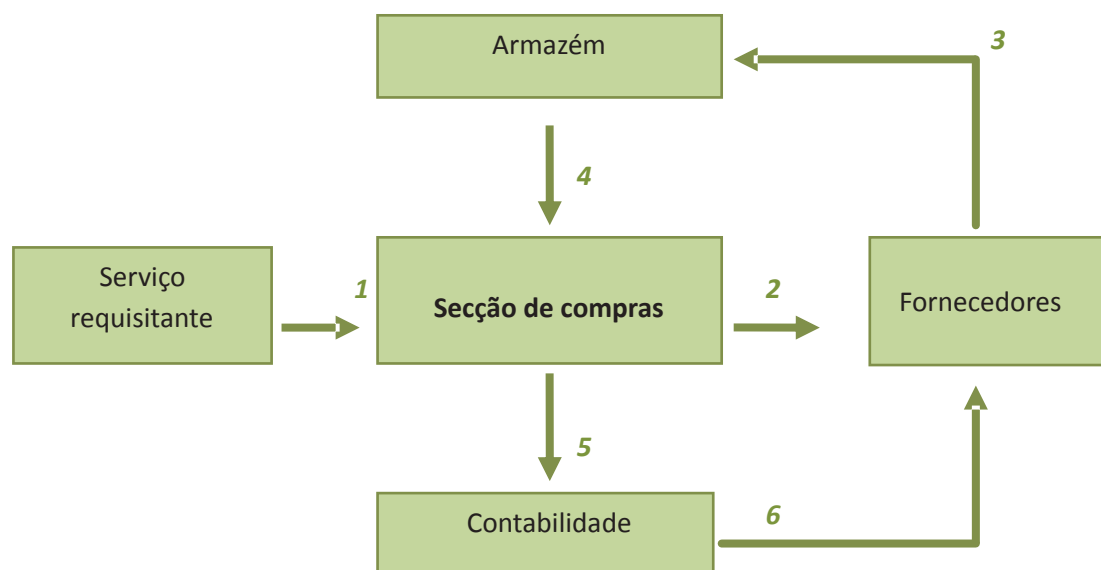 Armazém
3
4
Serviço
requisitante
1
Secção de compras
2
Fornecedores
5
Contabilidade
6